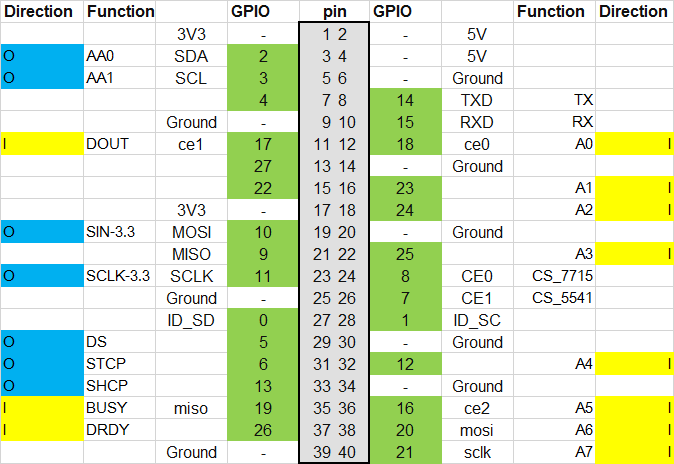 Direction Function GPIO pin GPIO Function Direction
3V3 - 1 2 - 5V
O AA0 SDA 2 3 4 - 5V
O AA1 SCL 3 5 6 - Ground
4 7 8 14 TXD TX
Ground - 9 10 15 RXD RX
I DOUT ce1 17 11 12 18 ce0 A0 I
27 13 14 - Ground
22 15 16 23 A1 I
3V3 - 17 18 24 A2 I
O SIN-3.3 MOSI 10 19 20 - Ground
MISO 9 21 22 25 A3 I
O SCLK-3.3 SCLK 11 23 24 8 CE0 CS_7715
Ground - 25 26 7 CE1 CS_5541
ID_SD 0 27 28 1 ID_SC
O DS 5 29 30 - Ground
O STCP 6 31 32 12 A4 I
O SHCP 13 33 34 - Ground
I BUSY miso 19 35 36 16 ce2 A5 I
I DRDY 26 37 38 20 mosi A6 I
Ground - 39 40 21 sclk A7 I